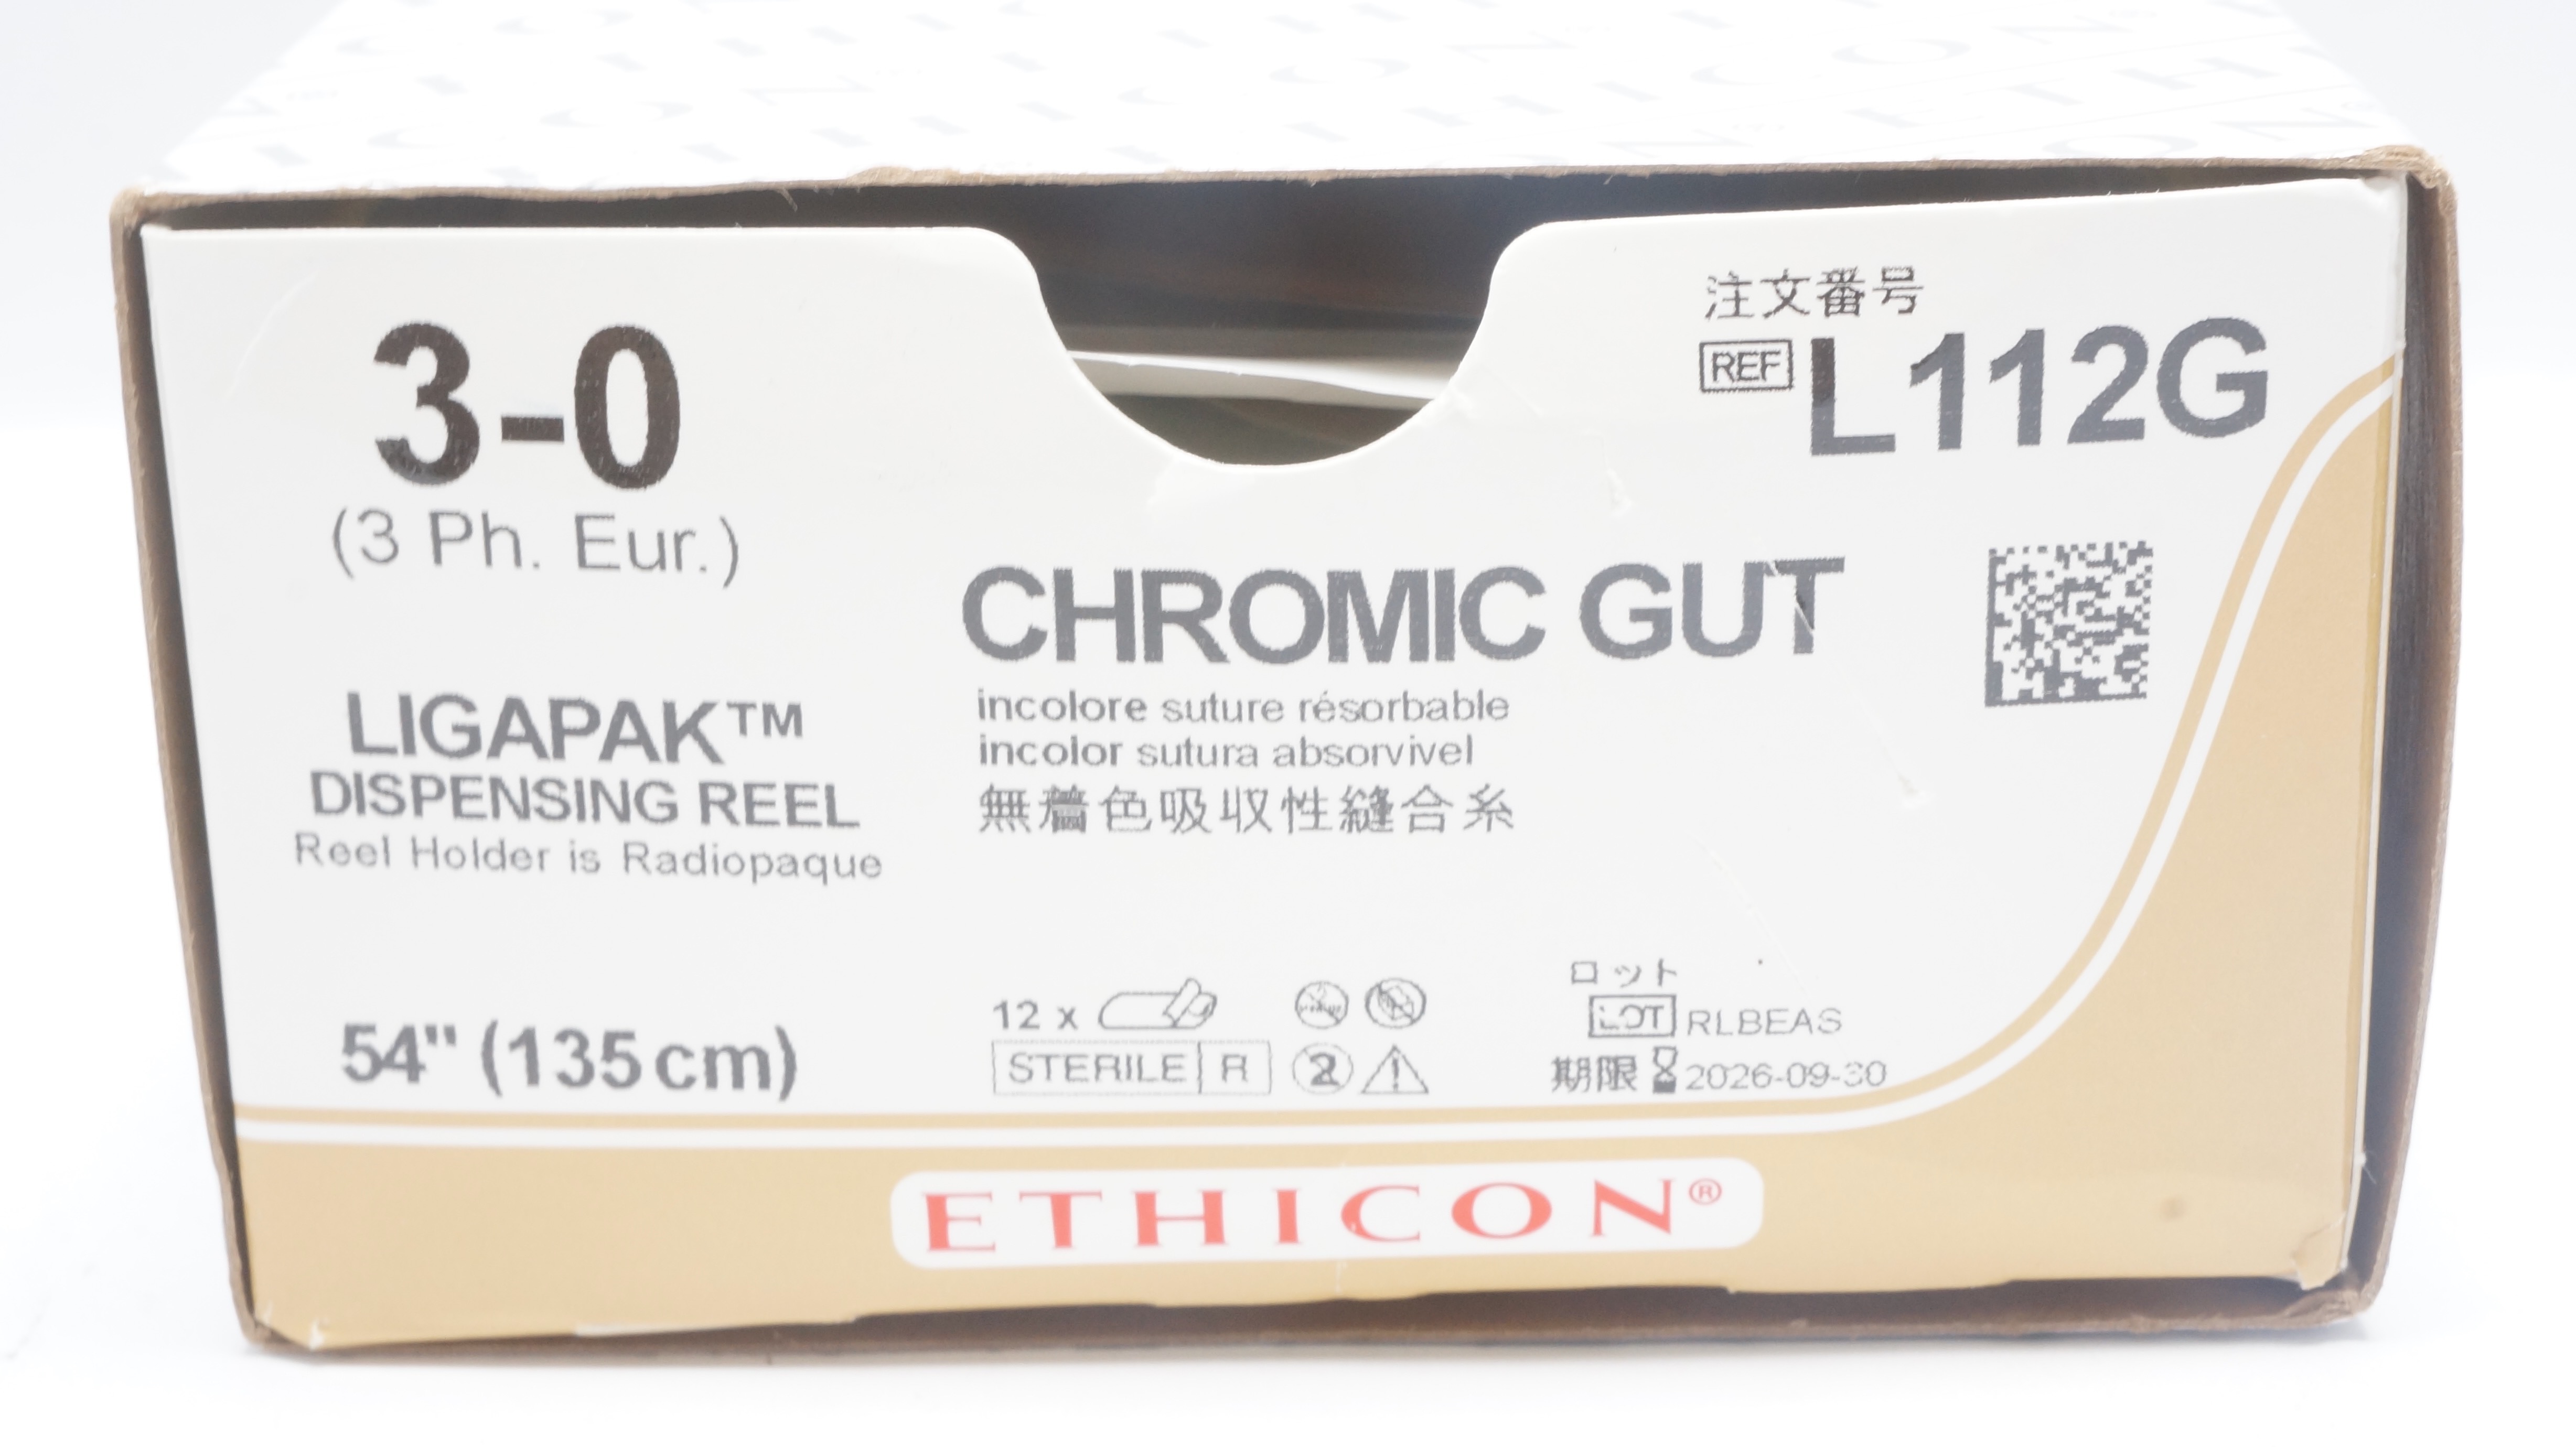 3-0
(3 Ph. Eur.)
LIGAPAK™
DISPENSING REEL
Reel Holder is Radiopaque
54" (135cm)
注文番号
REF L112G
CHROMIC GUT
incolore suture résorbable
incolor sutura absorvivel
無着色吸収性縫合糸
12 x
STERILE R
2
ロット
LOT RLBEAS
期限 2026-09-30
ETHICON®